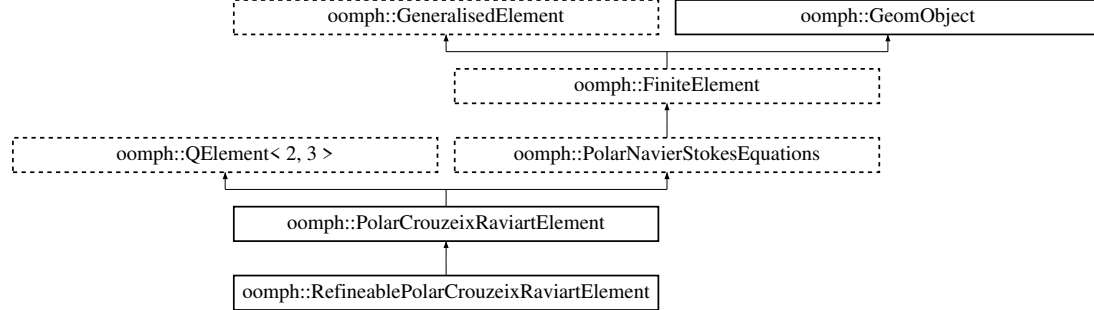 oomph::GeneralisedElement
oomph::GeomObject
oomph::FiniteElement
oomph::QElement< 2, 3 >
oomph::PolarNavierStokesEquations
oomph::PolarCrouzeixRaviartElement
oomph::RefineablePolarCrouzeixRaviartElement